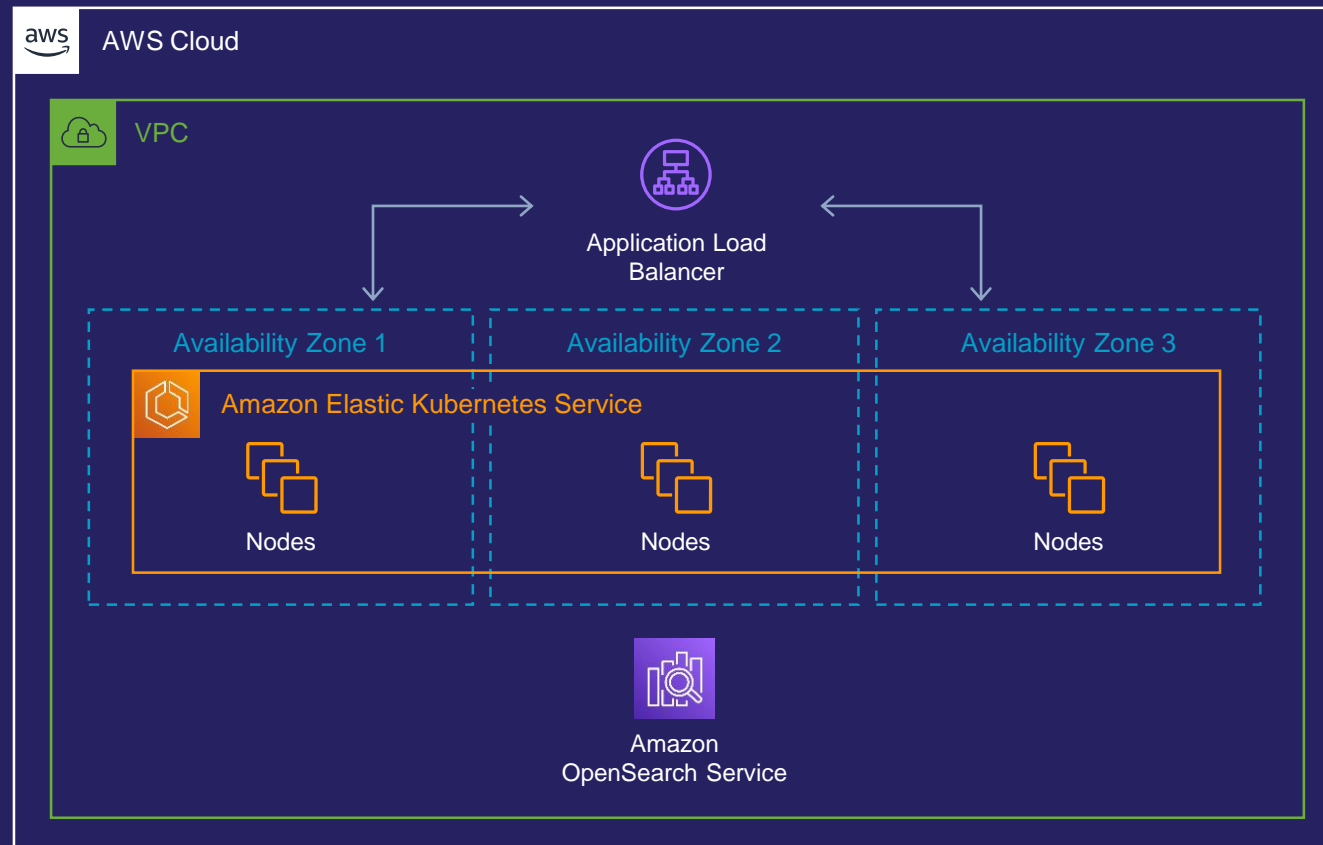 aws
AWS Cloud
VPC
Application Load
Balancer
Availability Zone 1
Availability Zone 2
Availability Zone 3
Amazon Elastic Kubernetes Service
Nodes
Nodes
Nodes
Amazon
OpenSearch Service